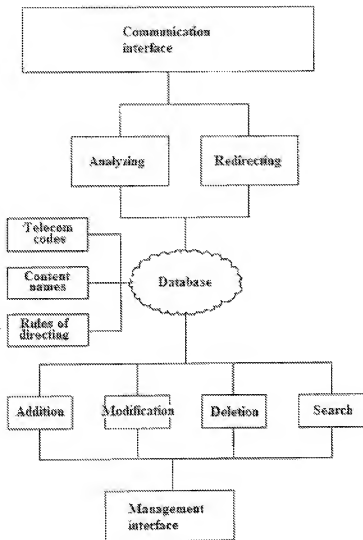 Communication
interface
Analyzing
Redirecting
Telecom
codes
Content
names
Database
Rules of
directing
Addition
Modification
Deletion
Search
Management
interface